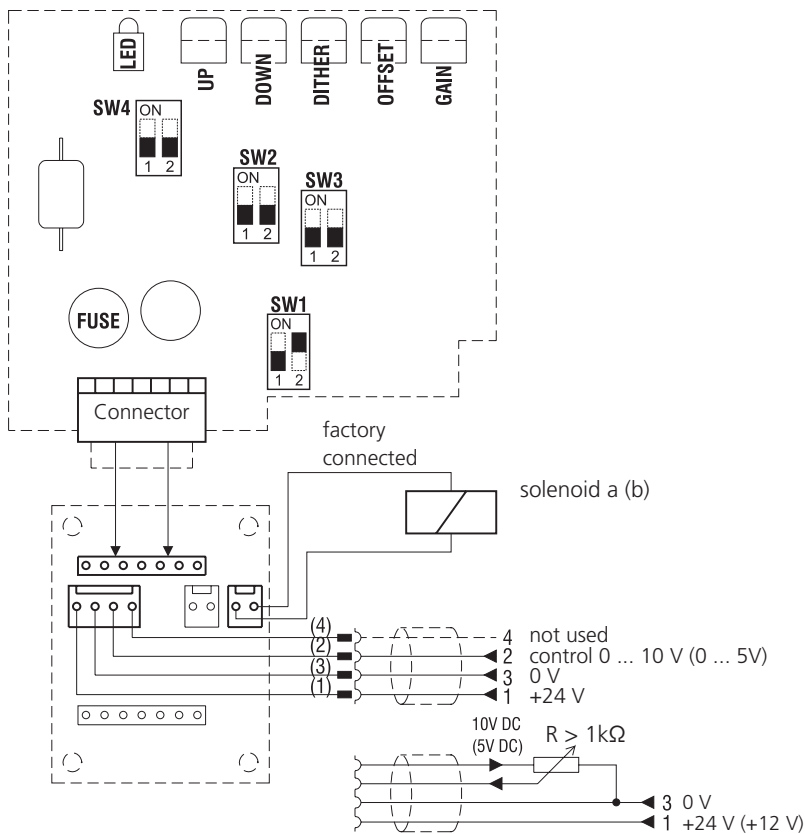 LED
UP
DOWN
DITHER
OFFSET
GAIN
SW4
ON
1 2
SW2
ON
1 2
SW3
ON
1 2
FUSE
SW1
ON
1 2
Connector
factory
connected
solenoid a (b)
(4)
4 not used
(2)
2 control 0 ... 10 V (0 ... 5V)
(3)
3 0 V
(1)
1 +24 V
10V DC
(5V DC)
R > 1kΩ
3 0 V
1 +24 V (+12 V)